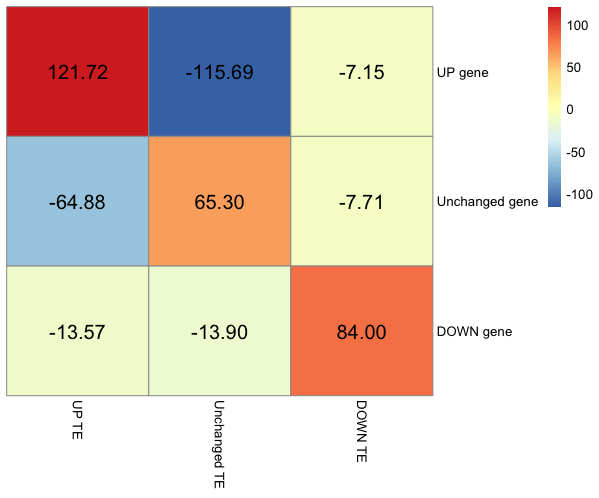 121.72 -115.69 -7.15 UP gene
-64.88 65.30 -7.71 Unchanged gene
-13.57 -13.90 84.00 DOWN gene
UP TE
Unchanged TE
DOWN TE
100
50
0
-50
-100